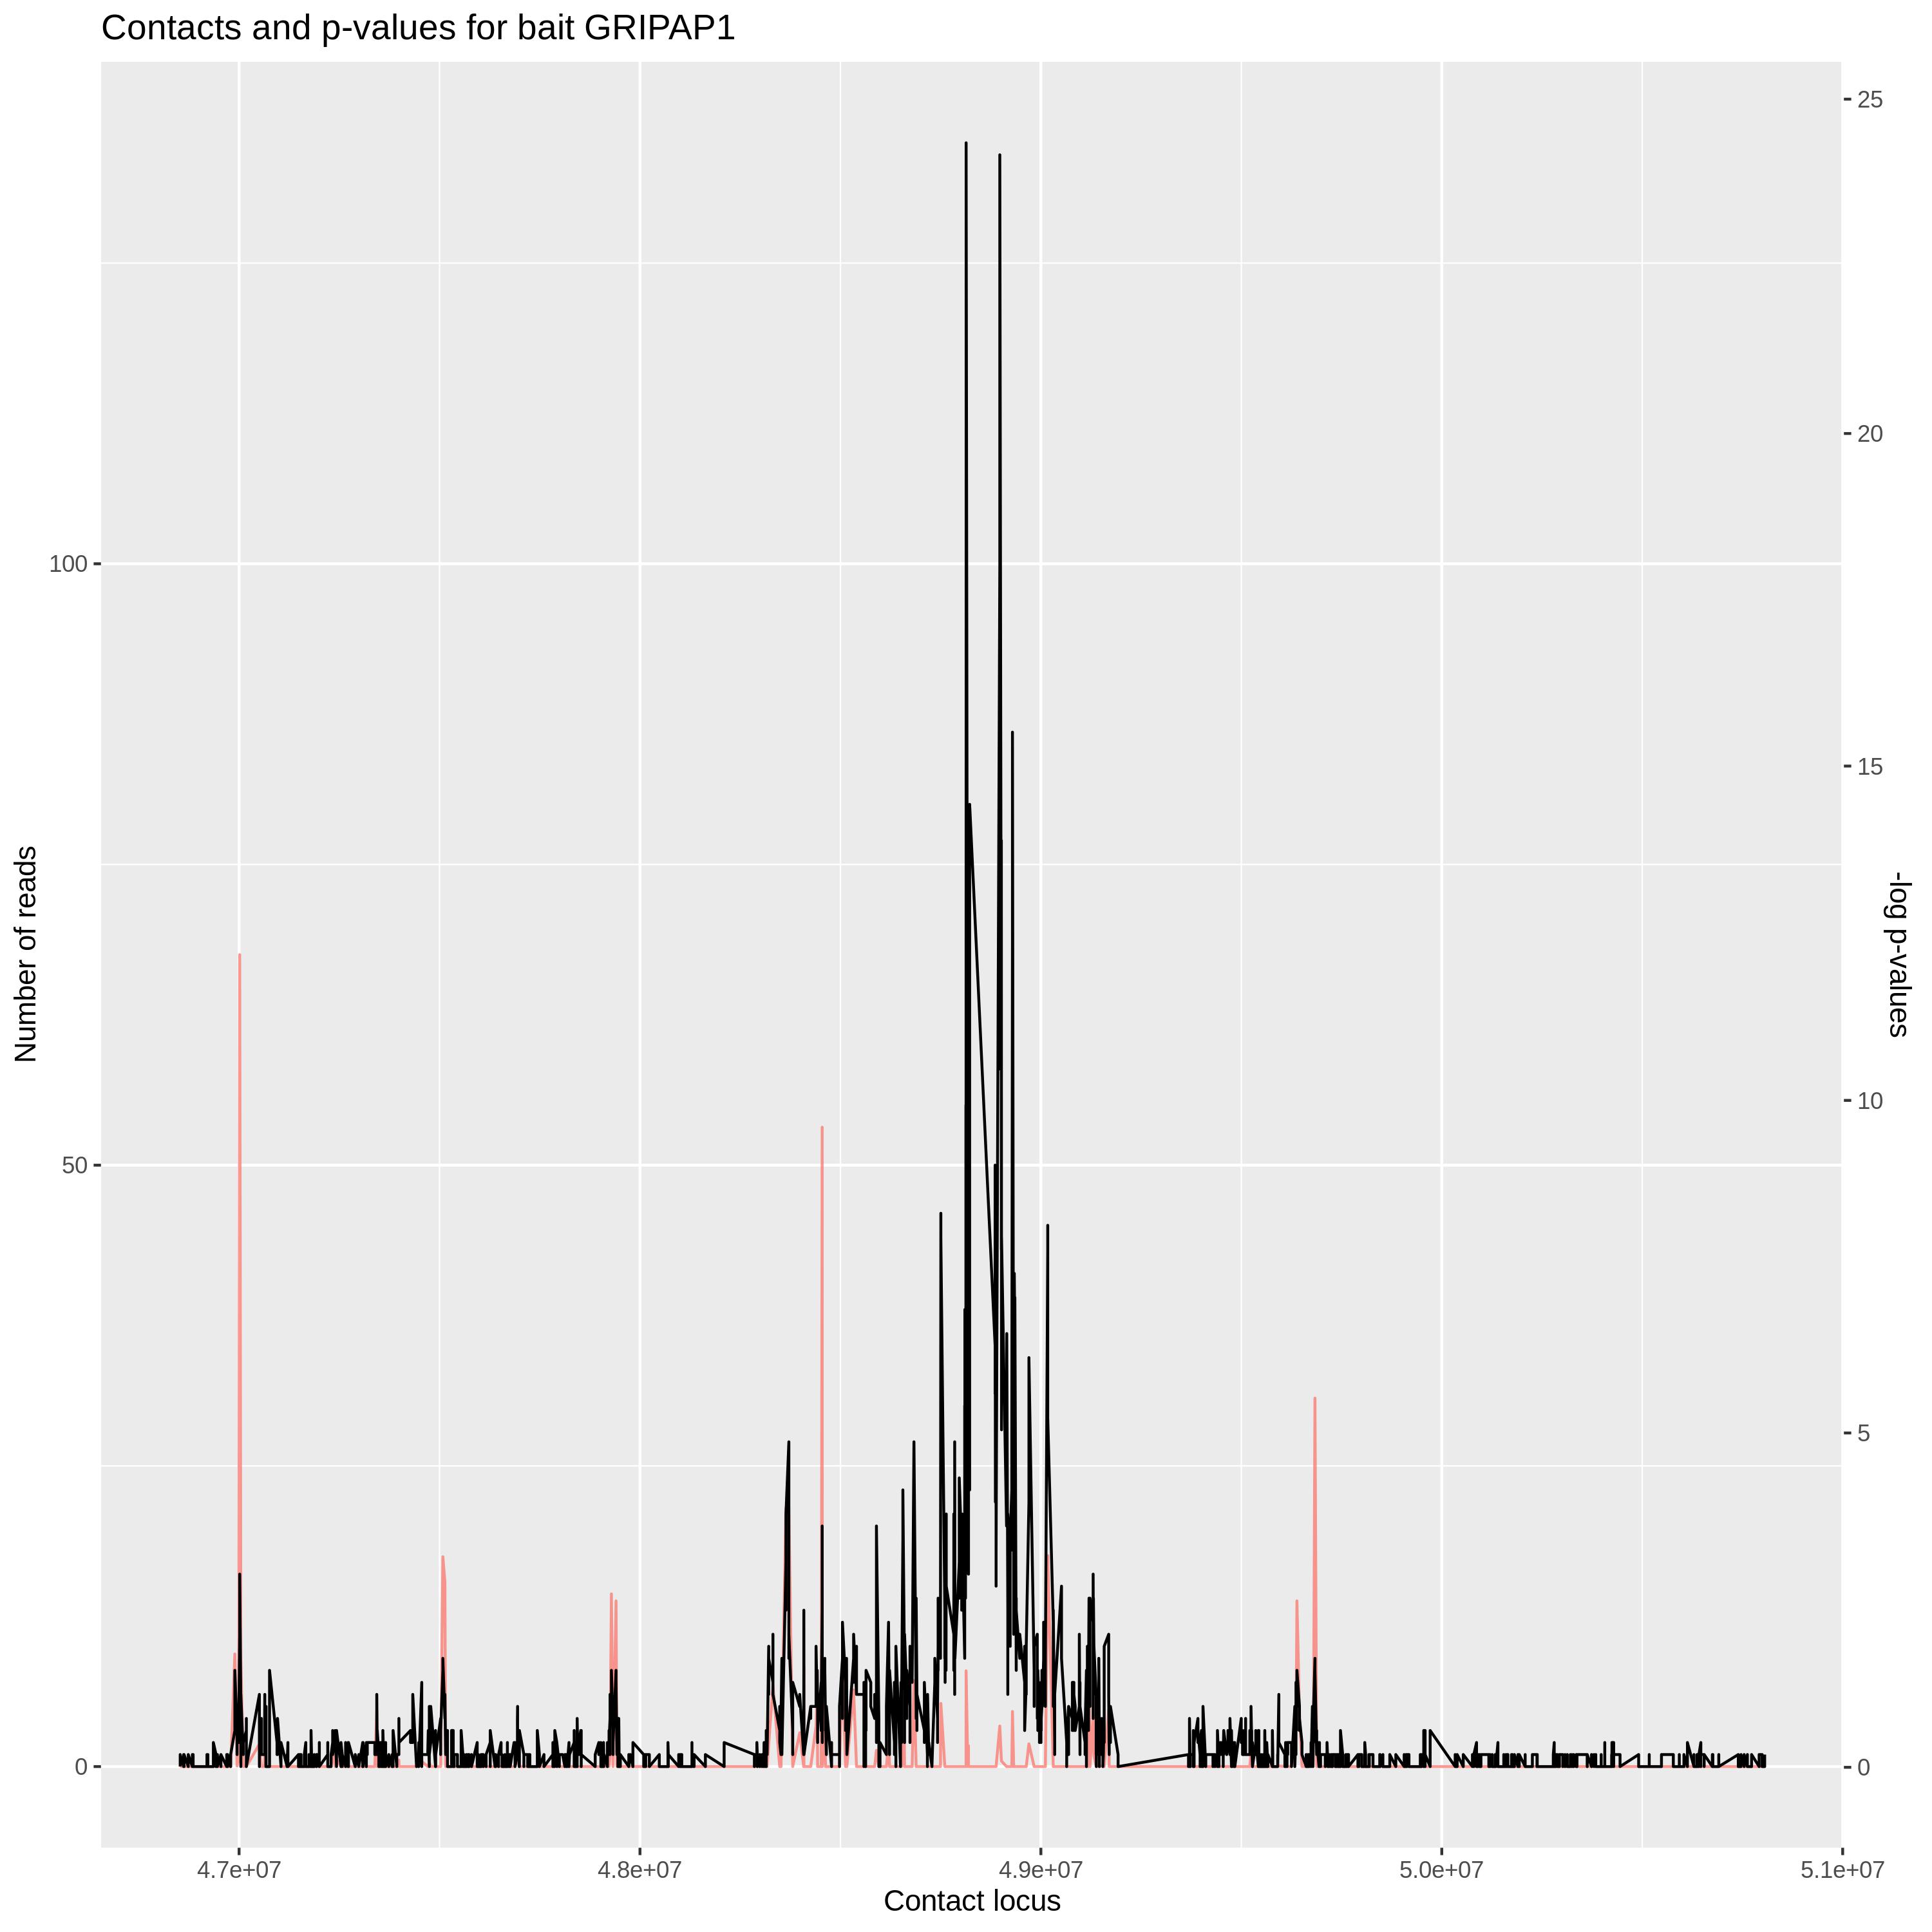 Contacts and p-values for bait GRIPAP1
25
20
100
15
Number of reads
-log p-values
10
50
5
0
0
4.7e+07
4.8e+07
4.9e+07
5.0e+07
5.1e+07
Contact locus